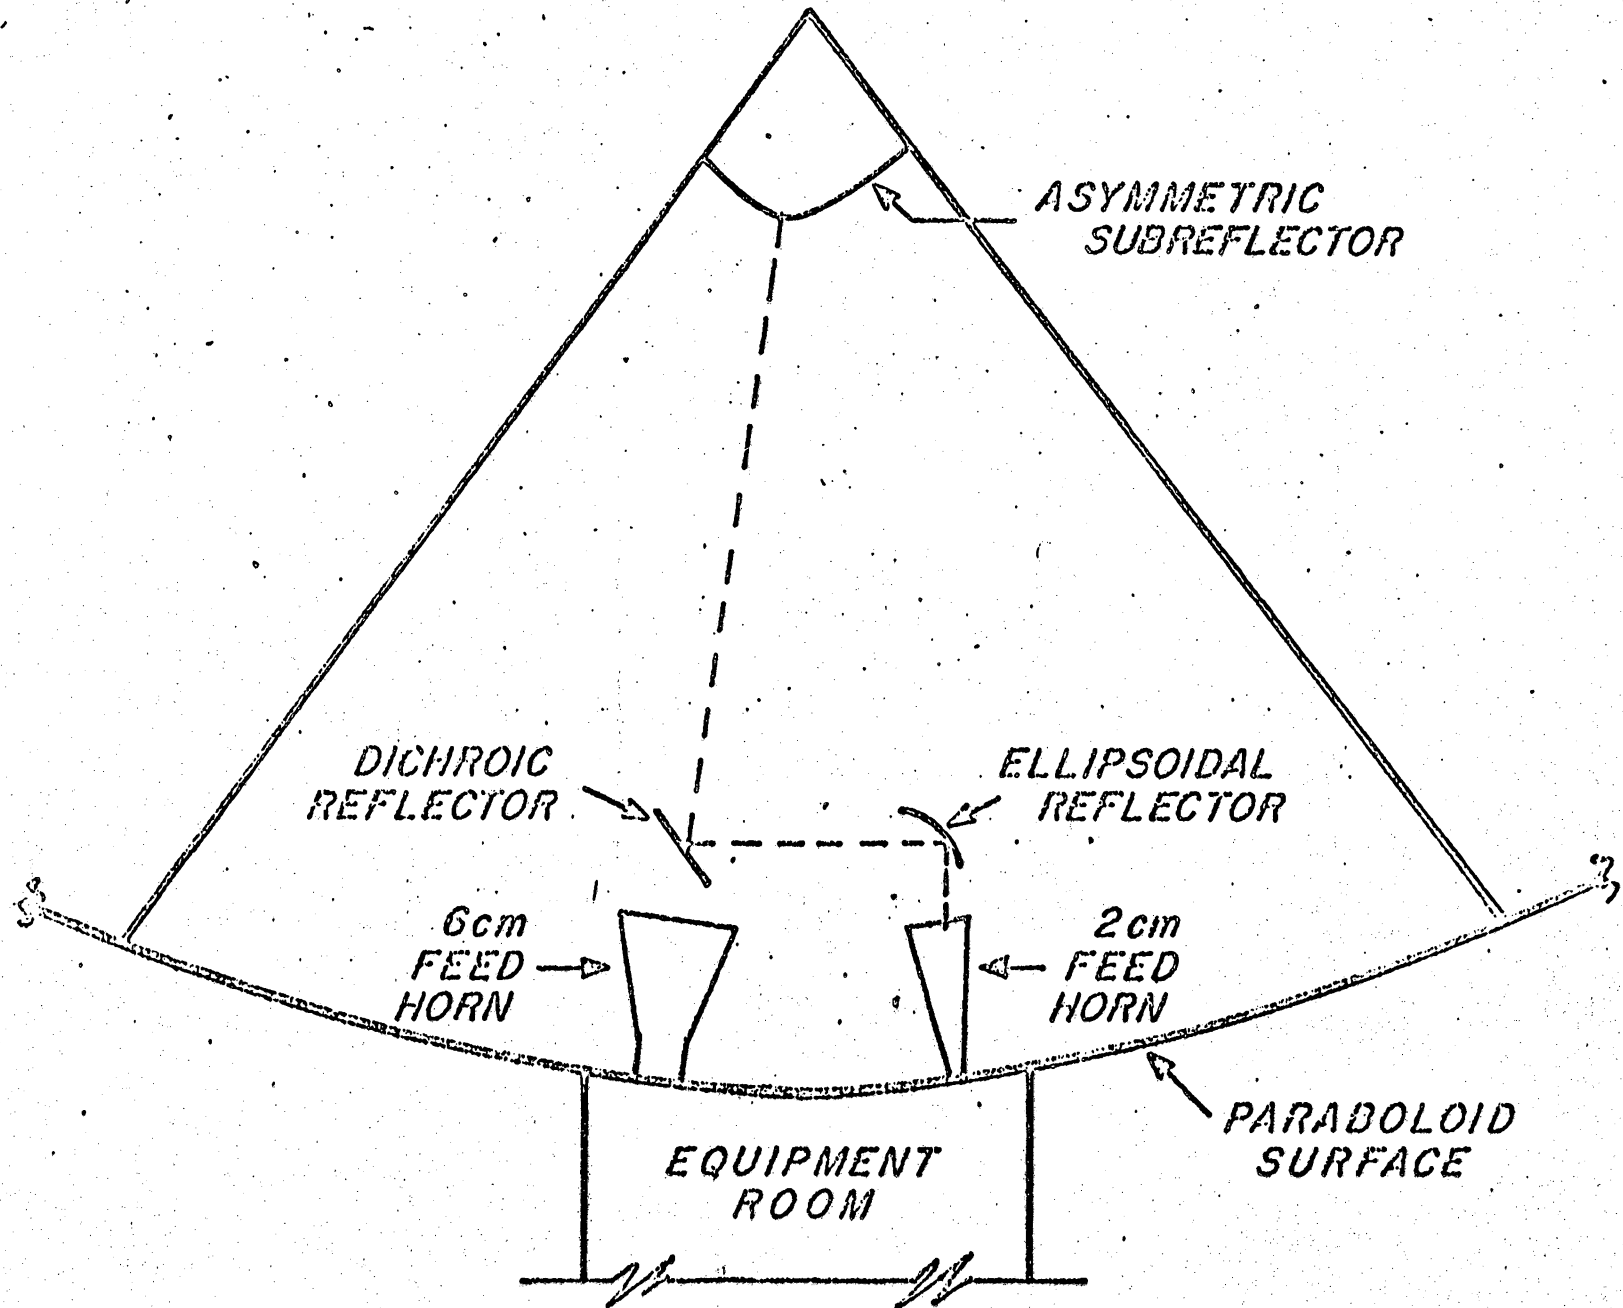 ASYMMETRIC
SUBREFLECTOR
DICHROIC
REFLECTOR
ELLIPSOIDAL
REFLECTOR
6cm
FEED
HORN
2cm
FEED
HORN
PARABOLOID
SURFACE
EQUIPMENT
ROOM